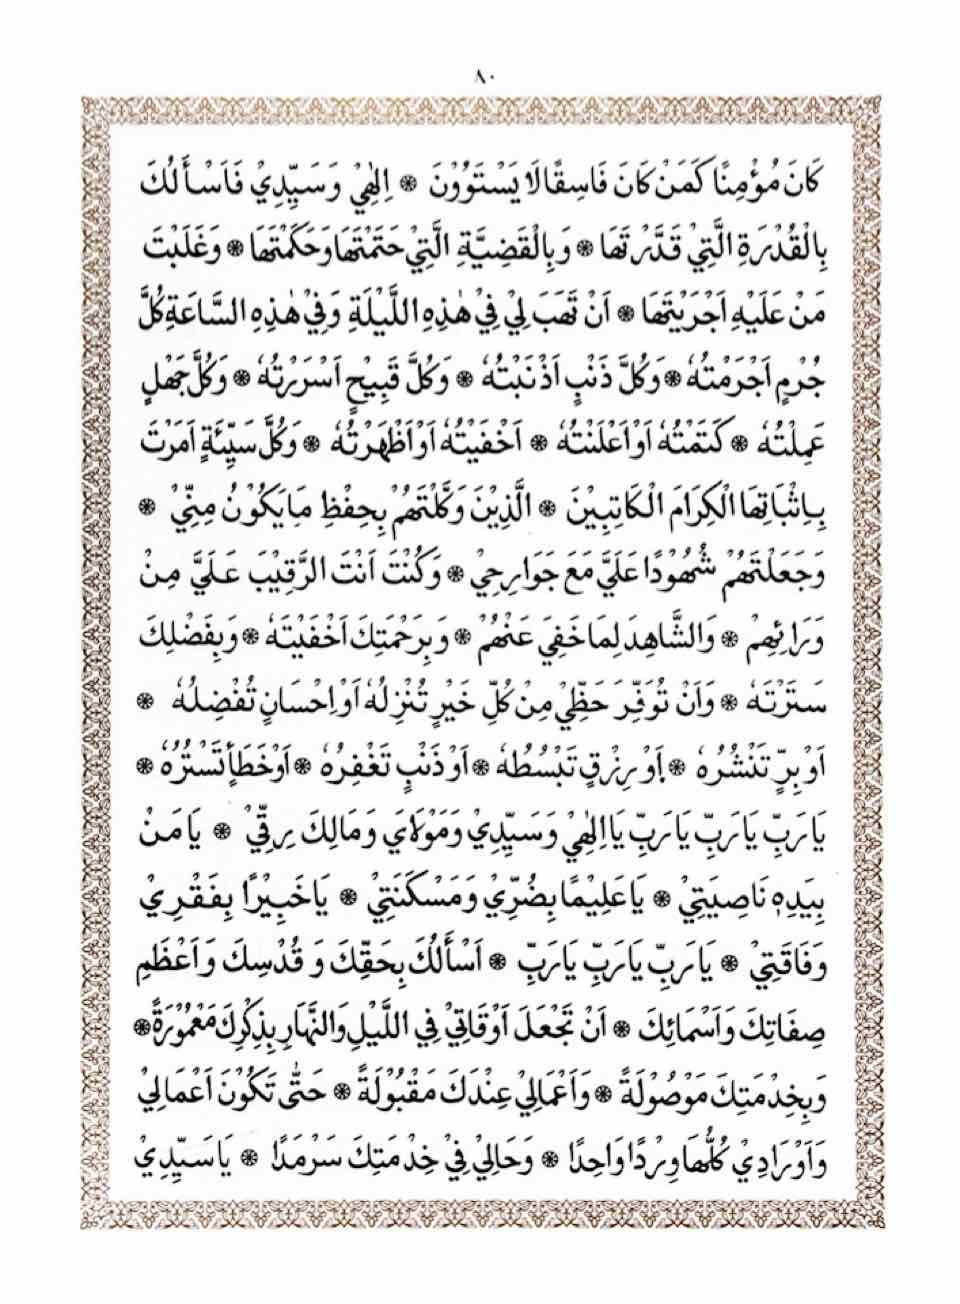 ٨٠
كَانَ مُؤْمِنًا كَمَنْ كَانَ فَاسِقًا لَا يَسْتَوُوْنَ ❋ اِلٰهِيْ وَ سَيِّدِيْ فَاَسْأَلُكَ
بِالْقُدْرَةِ الَّتِيْ قَدَّرْتَهَا ❋ وَبِالْقَضِيَّةِ الَّتِيْ حَتَمْتَهَا وَحَكَمْتَهَا ❋ وَغَلَبْتَ
مَنْ عَلَيْهِ اَجْرَيْتَهَا ❋ اَنْ تَهَبَ لِيْ فِيْ هٰذِهِ اللَّيْلَةِ وَفِيْ هٰذِهِ السَّاعَةِ كُلَّ
جُرْمٍ اَجْرَمْتُهُ ❋ وَكُلَّ ذَنْبٍ اَذْنَبْتُهُ ❋ وَكُلَّ قَبِيْحٍ اَسْرَرْتُهُ ❋ وَكُلَّ جَهْلٍ
عَمِلْتُهُ ❋ كَتَمْتُهُ اَوْ اَعْلَنْتُهُ ❋ اَخْفَيْتُهُ اَوْ اَظْهَرْتُهُ ❋ وَكُلَّ سَيِّئَةٍ اَمَرْتَ
بِاِثْبَاتِهَا الْكِرَامَ الْكَاتِبِيْنَ ❋ الَّذِيْنَ وَكَّلْتَهُمْ بِحِفْظِ مَا يَكُوْنُ مِنِّيْ ❋
وَجَعَلْتَهُمْ شُهُوْدًا عَلَيَّ مَعَ جَوَارِحِيْ ❋ وَكُنْتَ اَنْتَ الرَّقِيْبَ عَلَيَّ مِنْ
وَرَائِهِمْ ❋ وَالشَّاهِدَ لِمَا خَفِيَ عَنْهُمْ ❋ وَبِرَحْمَتِكَ اَخْفَيْتَهُ ❋ وَبِفَضْلِكَ
سَتَرْتَهُ ❋ وَاَنْ تُوَفِّرَ حَظِّيْ مِنْ كُلِّ خَيْرٍ تُنْزِلُهُ اَوْ اِحْسَانٍ تُفْضِلُهُ ❋
اَوْ بِرٍّ تَنْشُرُهُ ❋ اَوْ رِزْقٍ تَبْسُطُهُ ❋ اَوْ ذَنْبٍ تَغْفِرُهُ ❋ اَوْ خَطَأٍ تَسْتُرُهُ ❋
يَا رَبِّ يَا رَبِّ يَا رَبِّ يَا اِلٰهِيْ وَسَيِّدِيْ وَمَوْلَايَ وَمَالِكَ رِقِّيْ ❋ يَا مَنْ
بِيَدِهِ نَاصِيَتِيْ ❋ يَا عَلِيْمًا بِضُرِّيْ وَمَسْكَنَتِيْ ❋ يَا خَبِيْرًا بِفَقْرِيْ
وَفَاقَتِيْ ❋ يَا رَبِّ يَا رَبِّ يَا رَبِّ ❋ اَسْأَلُكَ بِحَقِّكَ وَ قُدْسِكَ وَاَعْظَمِ
صِفَاتِكَ وَاَسْمَائِكَ ❋ اَنْ تَجْعَلَ اَوْقَاتِيْ فِي اللَّيْلِ وَالنَّهَارِ بِذِكْرِكَ مَعْمُوْرَةً ❋
وَبِخِدْمَتِكَ مَوْصُوْلَةً ❋ وَاَعْمَالِيْ عِنْدَكَ مَقْبُوْلَةً ❋ حَتّٰى تَكُوْنَ اَعْمَالِيْ
وَاَوْرَادِيْ كُلُّهَا وِرْدًا وَاحِدًا ❋ وَحَالِيْ فِيْ خِدْمَتِكَ سَرْمَدًا ❋ يَا سَيِّدِيْ